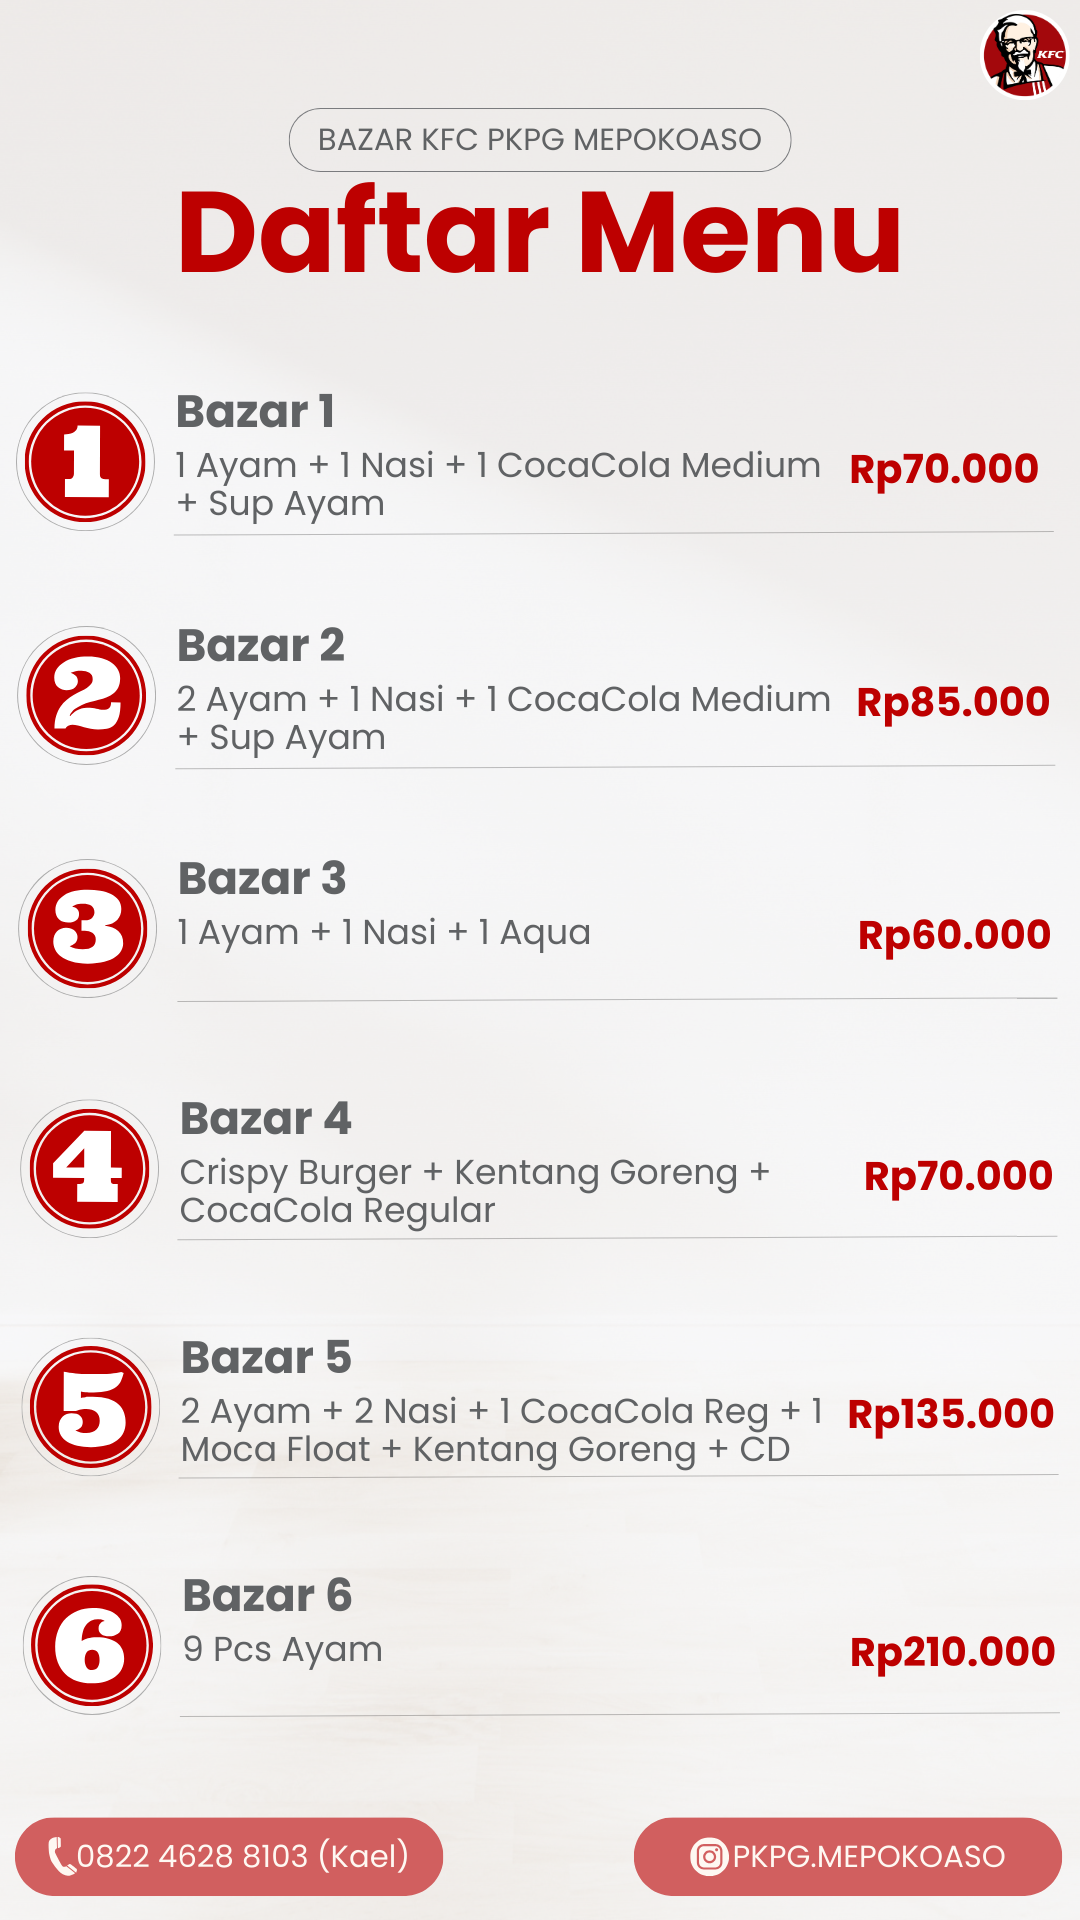 KFC
BAZAR KFC PKPG MEPOKOASO
Daftar Menu
1
Bazar 1
1 Ayam + 1 Nasi + 1 CocaCola Medium
+ Sup Ayam
Rp70.000
2
Bazar 2
2 Ayam + 1 Nasi + 1 CocaCola Medium
+ Sup Ayam
Rp85.000
3
Bazar 3
1 Ayam + 1 Nasi + 1 Aqua
Rp60.000
4
Bazar 4
Crispy Burger + Kentang Goreng +
CocaCola Regular
Rp70.000
5
Bazar 5
2 Ayam + 2 Nasi + 1 CocaCola Reg + 1
Moca Float + Kentang Goreng + CD
Rp135.000
6
Bazar 6
9 Pcs Ayam
Rp210.000
0822 4628 8103 (Kael)
PKPG.MEPOKOASO